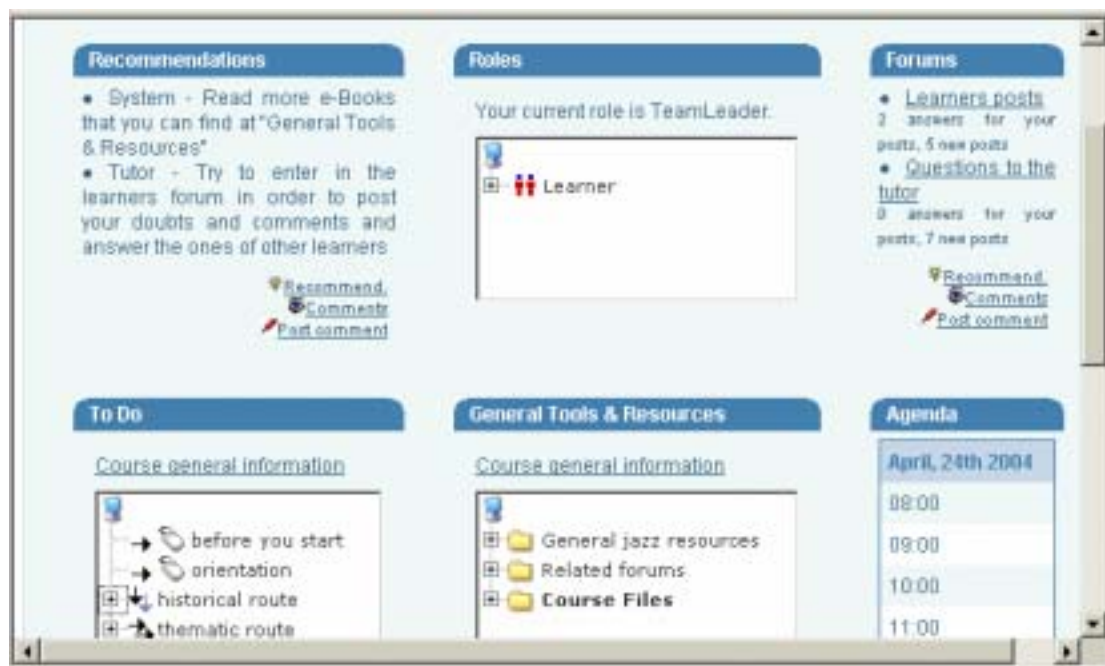 Recommendations
• System - Read more e-Books
that you can find at "General Tools
& Resources"
• Tutor - Try to enter in the
learners forum in order to post
your doubts and comments and
answer the ones of other learners
Recommend.
Comments
Post comment
Roles
Your current role is TeamLeader.
Learner
Forums
• Learners posts
2 answers for your
posts, 5 new posts
• Questions to the
tutor
0 answers for your
posts, 7 new posts
Recommend.
Comments
Post comment
To Do
Course general information
before you start
orientation
historical route
thematic route
General Tools & Resources
Course general information
General jazz resources
Related forums
Course Files
Agenda
April, 24th 2004
08:00
09:00
10:00
11:00